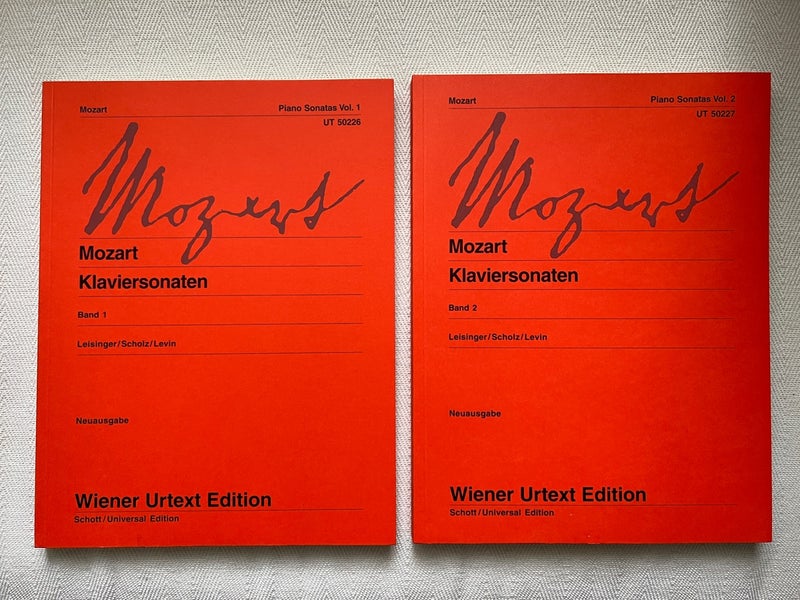 Mozart Piano Sonatas Vol. 1
UT 50226
Mozart
Mozart
Klaviersonaten
Band 1
Leisinger/Scholz/Levin
Neuausgabe
Wiener Urtext Edition
Schott/Universal Edition
Mozart Piano Sonatas Vol. 2
UT 50227
Mozart
Mozart
Klaviersonaten
Band 2
Leisinger/Scholz/Levin
Neuausgabe
Wiener Urtext Edition
Schott/Universal Edition